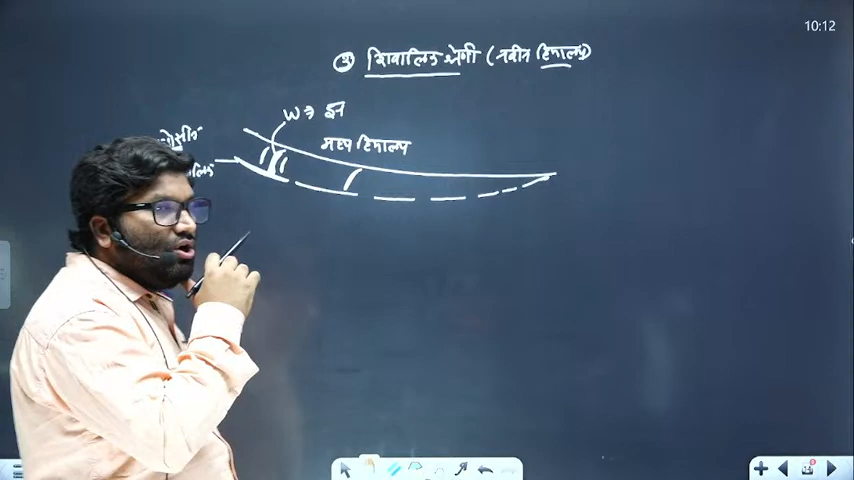 10:12
③ शिवालिक श्रेणी (नवीन हिमालय)
W → झ
मध्य हिमालय